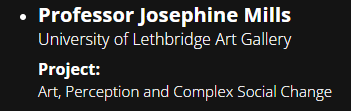 Professor Josephine Mills
University of Lethbridge Art Gallery
Project:
Art, Perception and Complex Social Change